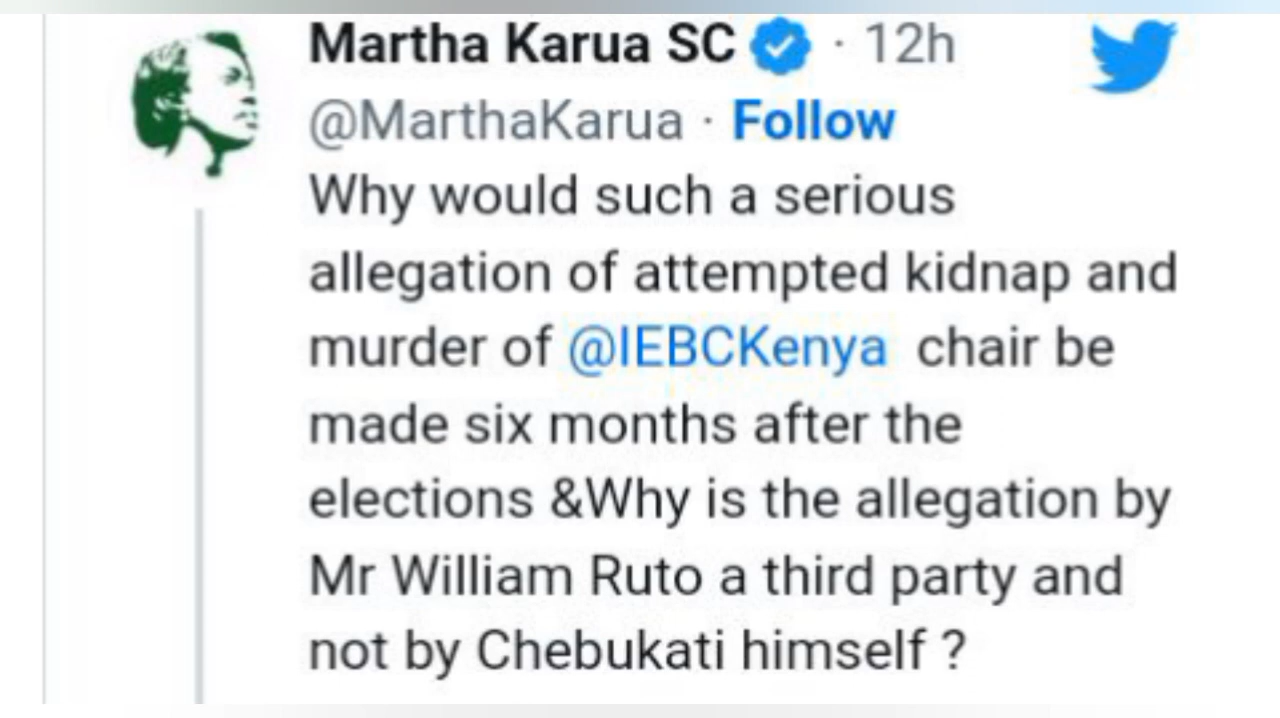 Martha Karua SC · 12h
@MarthaKarua · Follow
Why would such a serious
allegation of attempted kidnap and
murder of @IEBCKenya chair be
made six months after the
elections &Why is the allegation by
Mr William Ruto a third party and
not by Chebukati himself ?